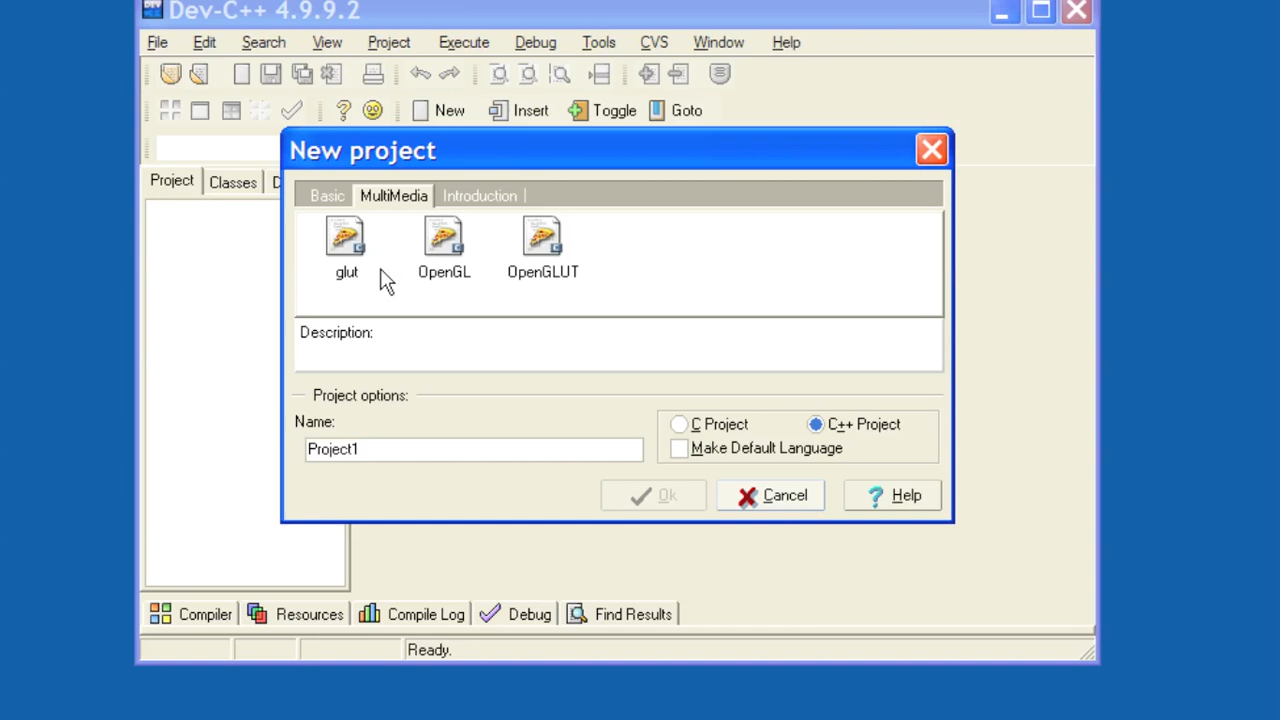 Dev-C++ 4.9.9.2
File Edit Search View Project Execute Debug Tools CVS Window Help
New Insert Toggle Goto
New project
Project Classes D
Basic MultiMedia Introduction
glut OpenGL OpenGLUT
Description:
Project options:
Name:
C Project C++ Project
Project1
Make Default Language
Ok Cancel Help
Compiler Resources Compile Log Debug Find Results
Ready.